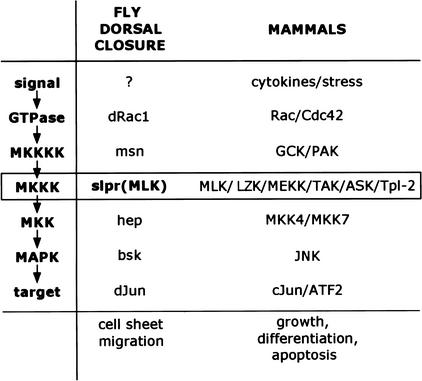 FLY
DORSAL
CLOSURE
MAMMALS
signal ? cytokines/stress
GTPase dRac1 Rac/Cdc42
MKKKK msn GCK/PAK
MKKK slpr(MLK) MLK/ LZK/MEKK/TAK/ASK/Tpl-2
MKK hep MKK4/MKK7
MAPK bsk JNK
target dJun cJun/ATF2
cell sheet
migration
growth,
differentiation,
apoptosis